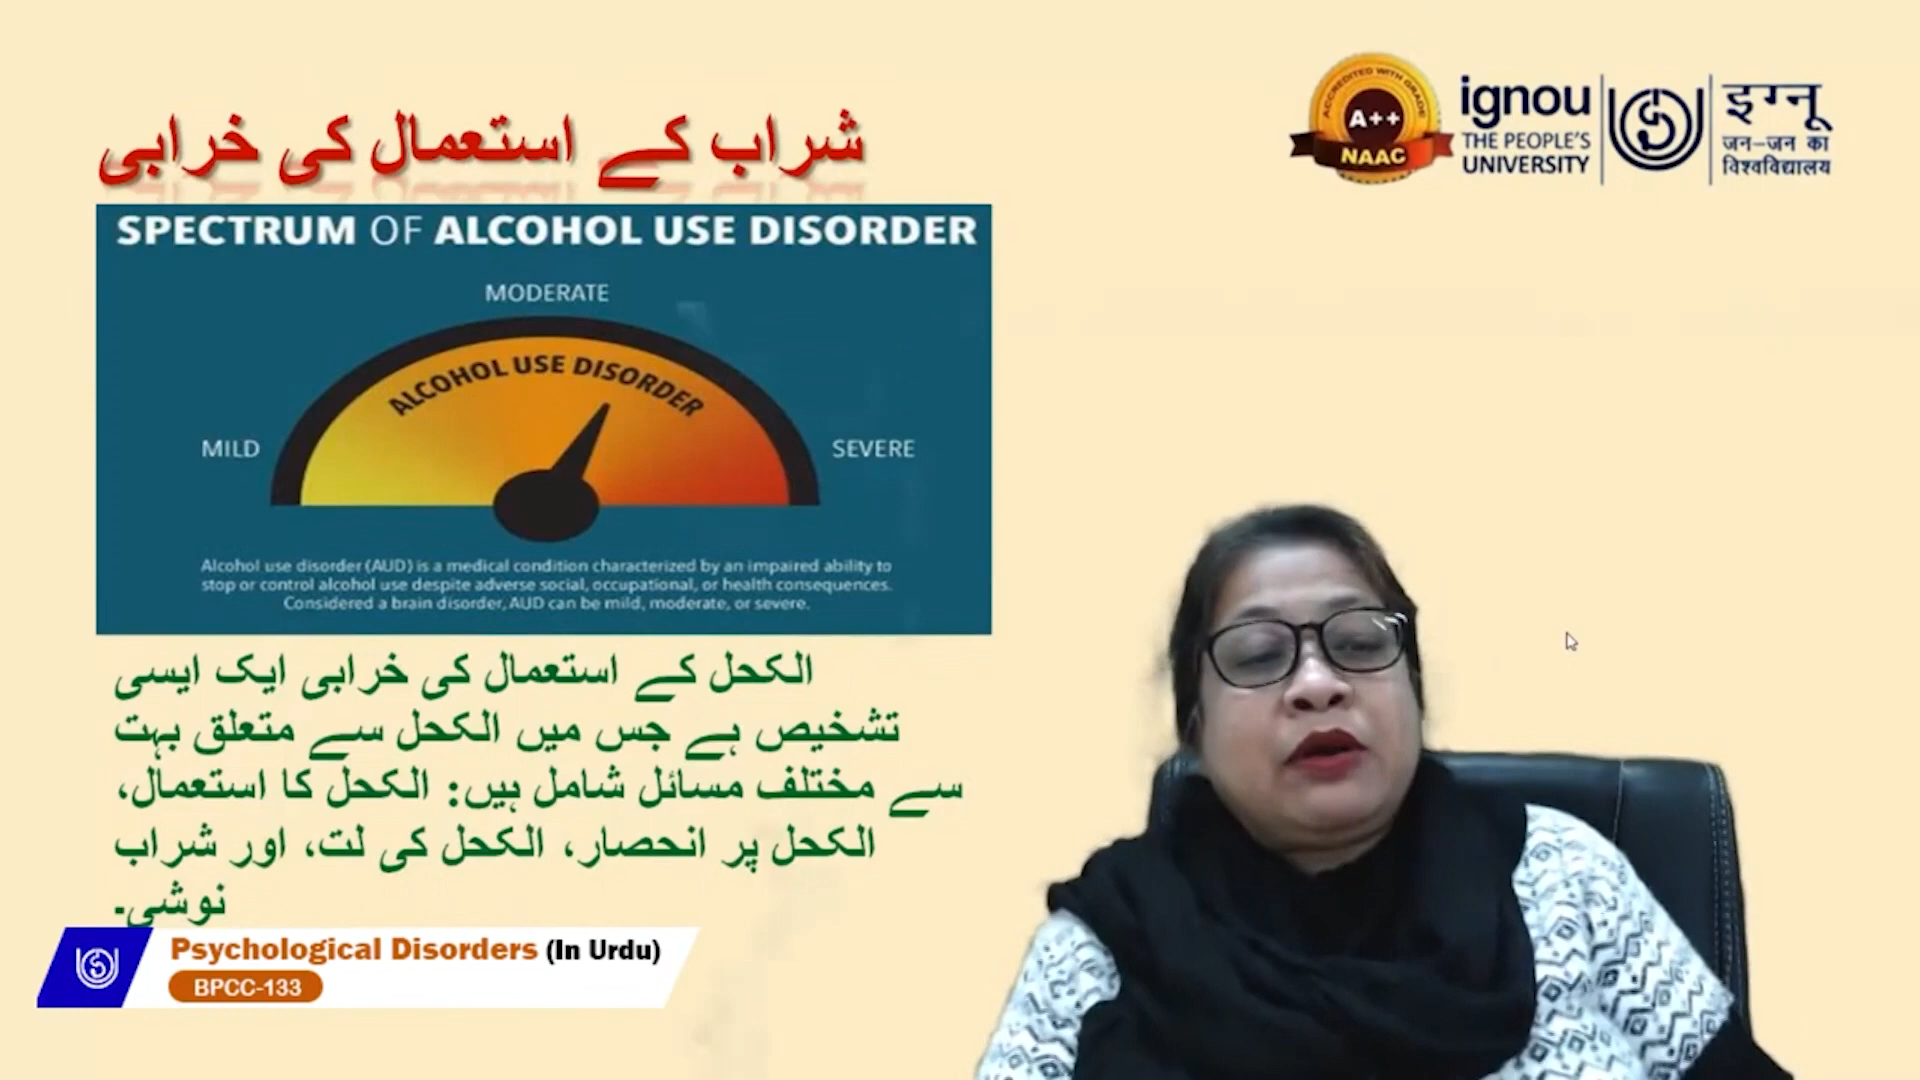 شراب کے استعمال کی خرابی
ACCREDITED WITH GRADE
A++
NAAC
ignou
THE PEOPLE'S
UNIVERSITY
इग्नू
जन-जन का
विश्वविद्यालय
SPECTRUM OF ALCOHOL USE DISORDER
MODERATE
ALCOHOL USE DISORDER
MILD
SEVERE
Alcohol use disorder (AUD) is a medical condition characterized by an impaired ability to
stop or control alcohol use despite adverse social, occupational, or health consequences.
Considered a brain disorder, AUD can be mild, moderate, or severe.
الکحل کے استعمال کی خرابی ایک ایسی
تشخیص ہے جس میں الکحل سے متعلق بہت
سے مختلف مسائل شامل ہیں: الکحل کا استعمال،
الکحل پر انحصار، الکحل کی لت، اور شراب
نوشی۔
Psychological Disorders (In Urdu)
BPCC-133